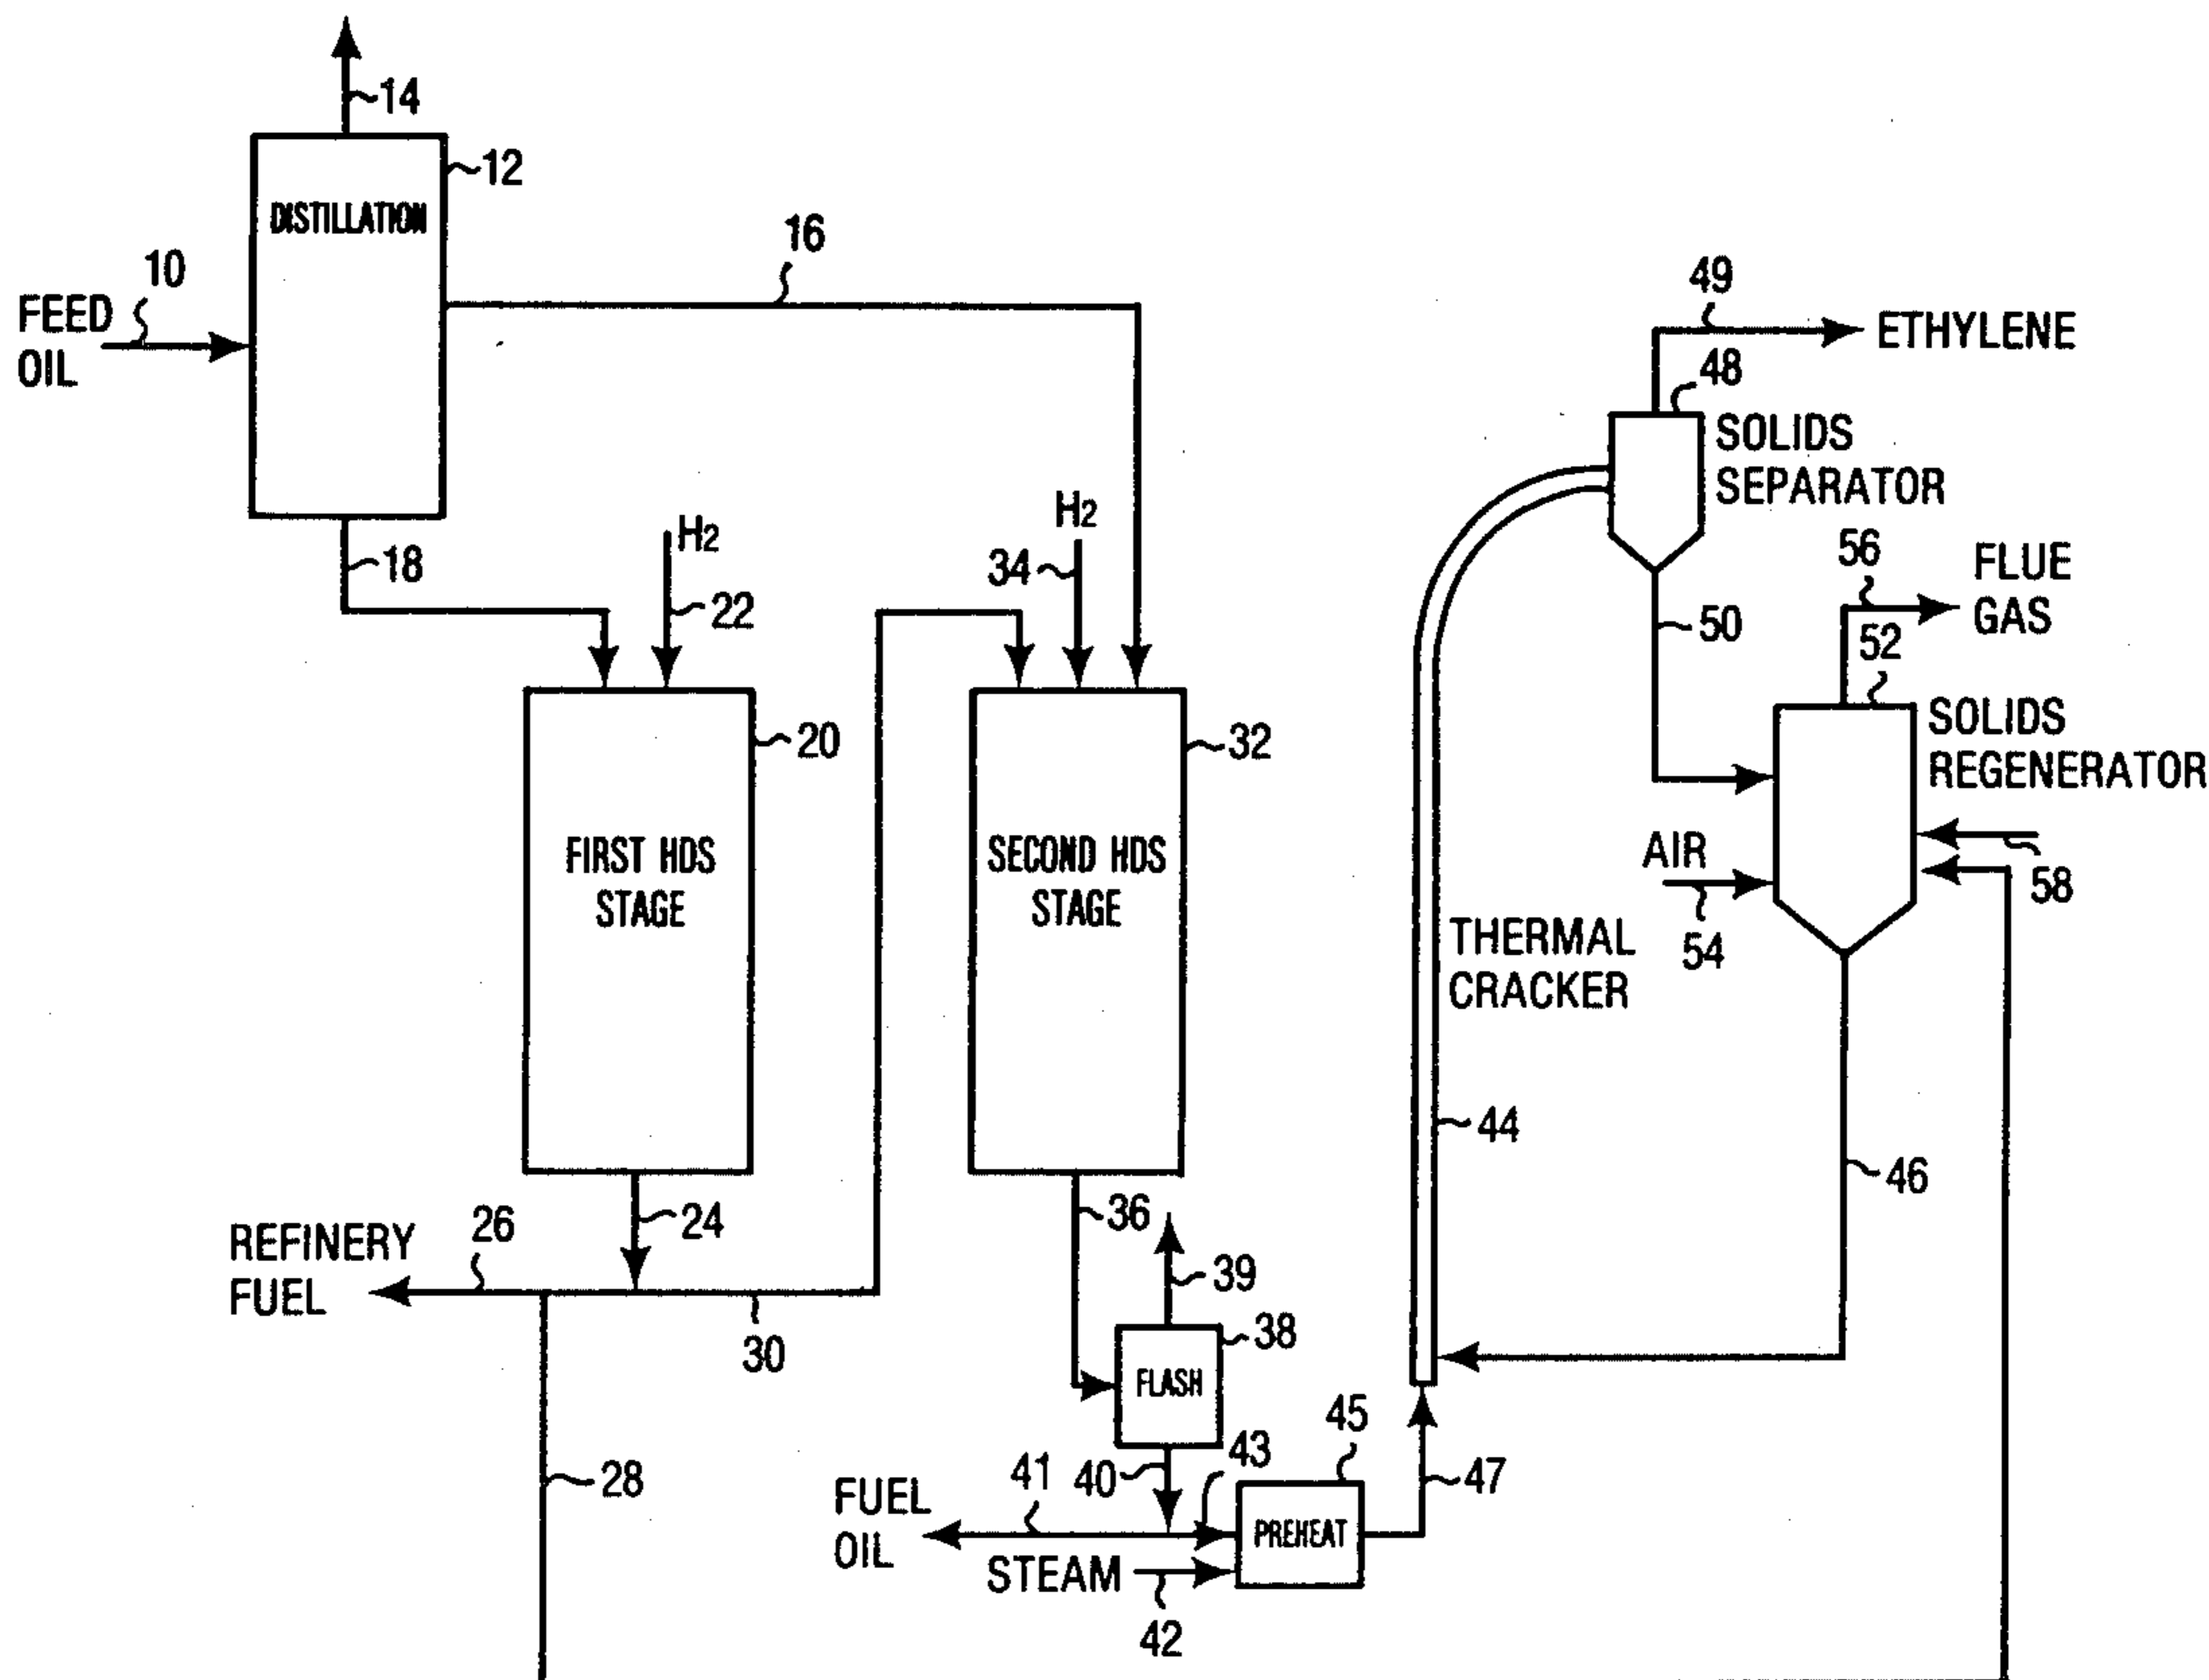 14
12
DISTILLATION
16
10
FEED
OIL
49
ETHYLENE
48
SOLIDS
SEPARATOR
18
H2
22
H2
34
50
56
FLUE
GAS
52
SOLIDS
REGENERATOR
20
32
FIRST HDS
STAGE
SECOND HDS
STAGE
AIR
54
58
THERMAL
CRACKER
44
46
REFINERY
FUEL
26
24
30
36
39
38
FLASH
28
41
40
43
45
47
FUEL
OIL
PREHEAT
STEAM
42